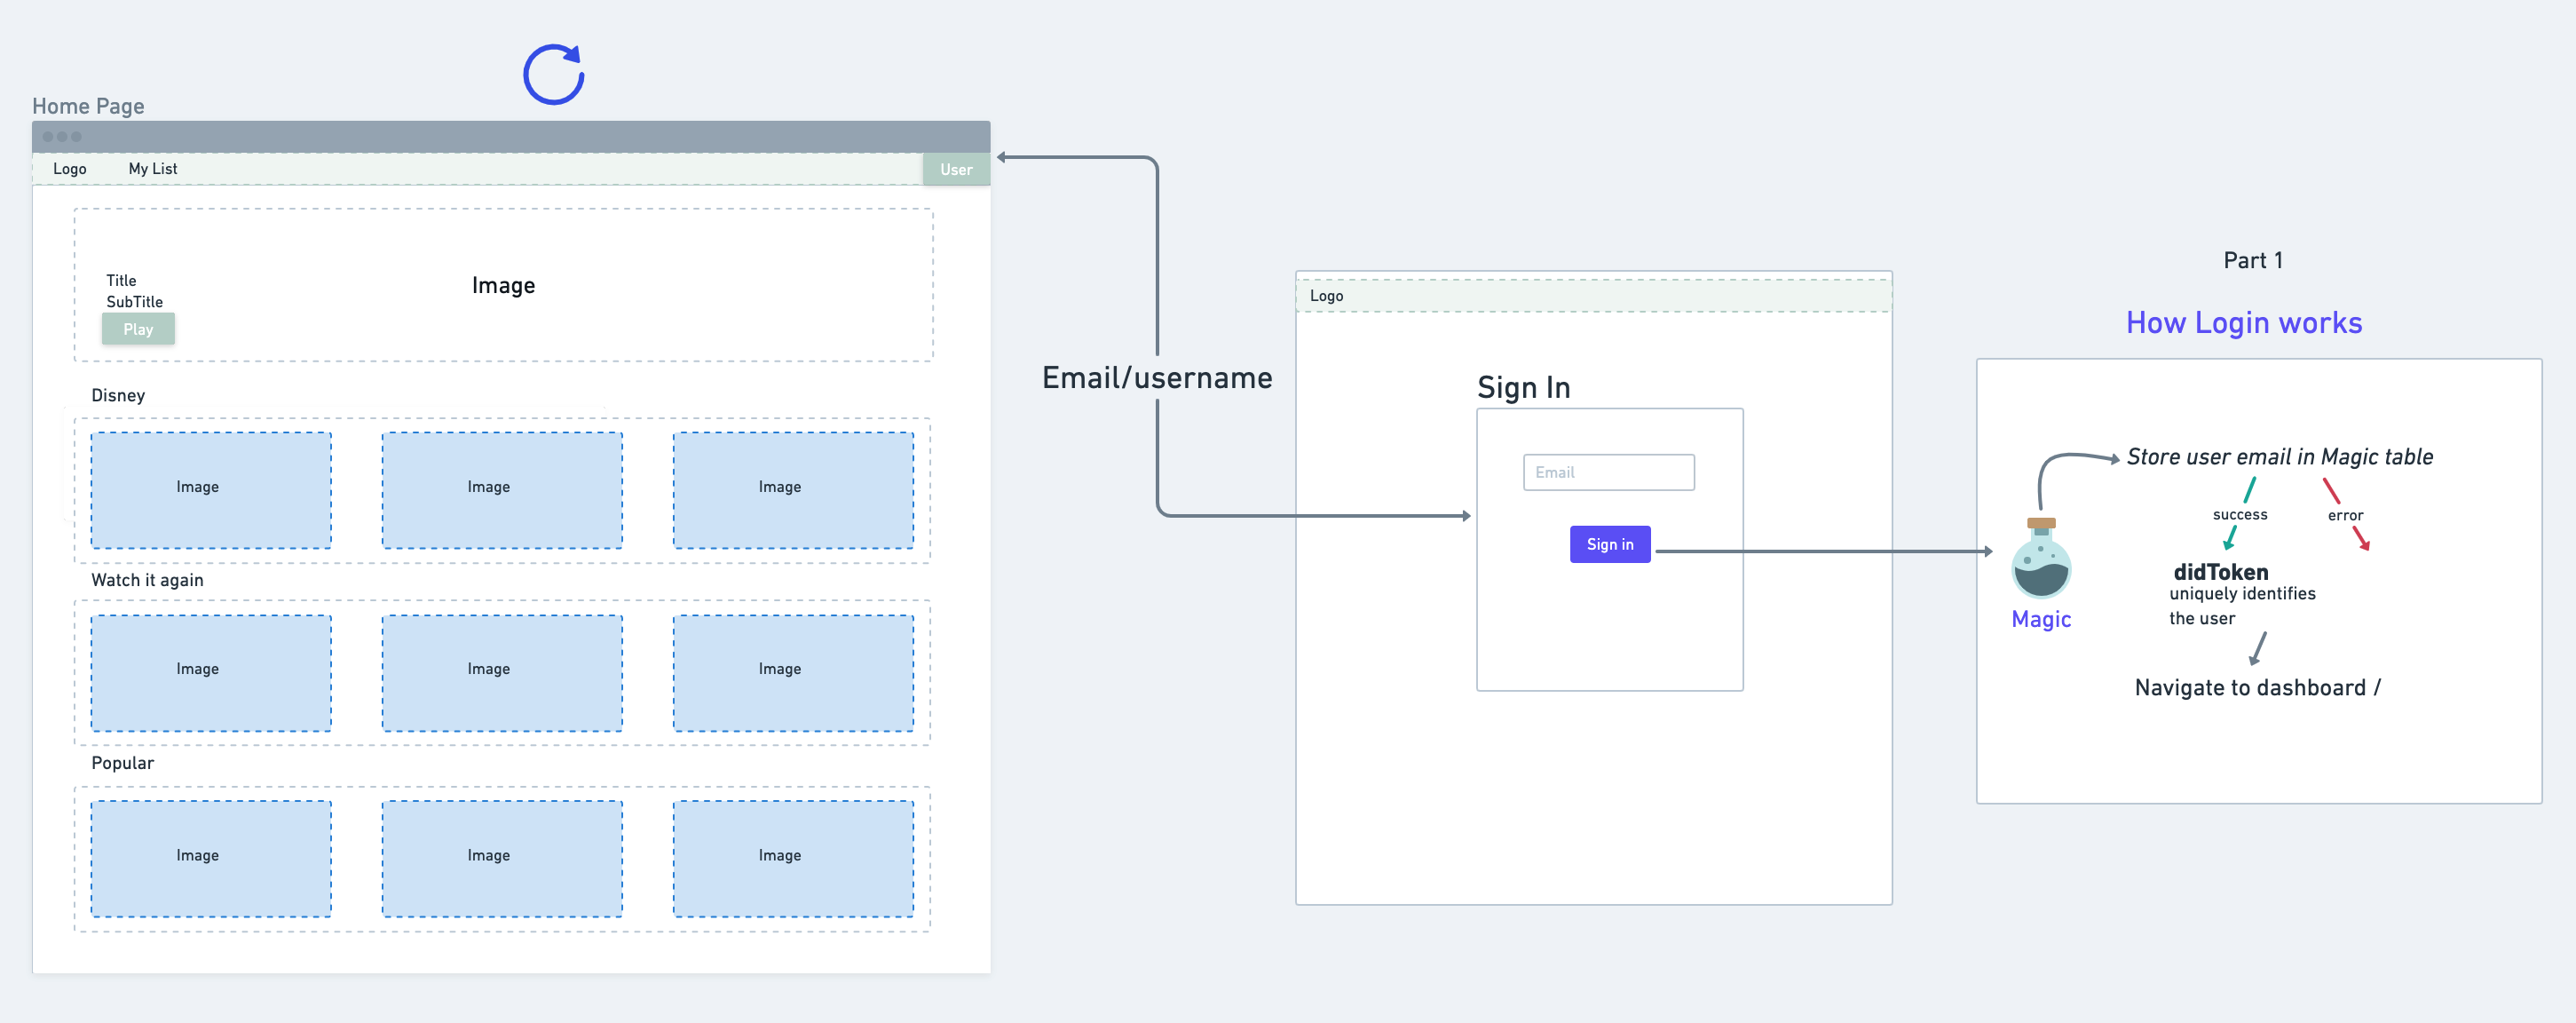 Home Page
Logo
My List
User
Title
SubTitle
Image
Play
Disney
Image
Image
Image
Watch it again
Image
Image
Image
Popular
Image
Image
Image
Email/username
Logo
Sign In
Email
Sign in
Part 1
How Login works
Store user email in Magic table
success
error
didToken
uniquely identifies
the user
Magic
Navigate to dashboard /